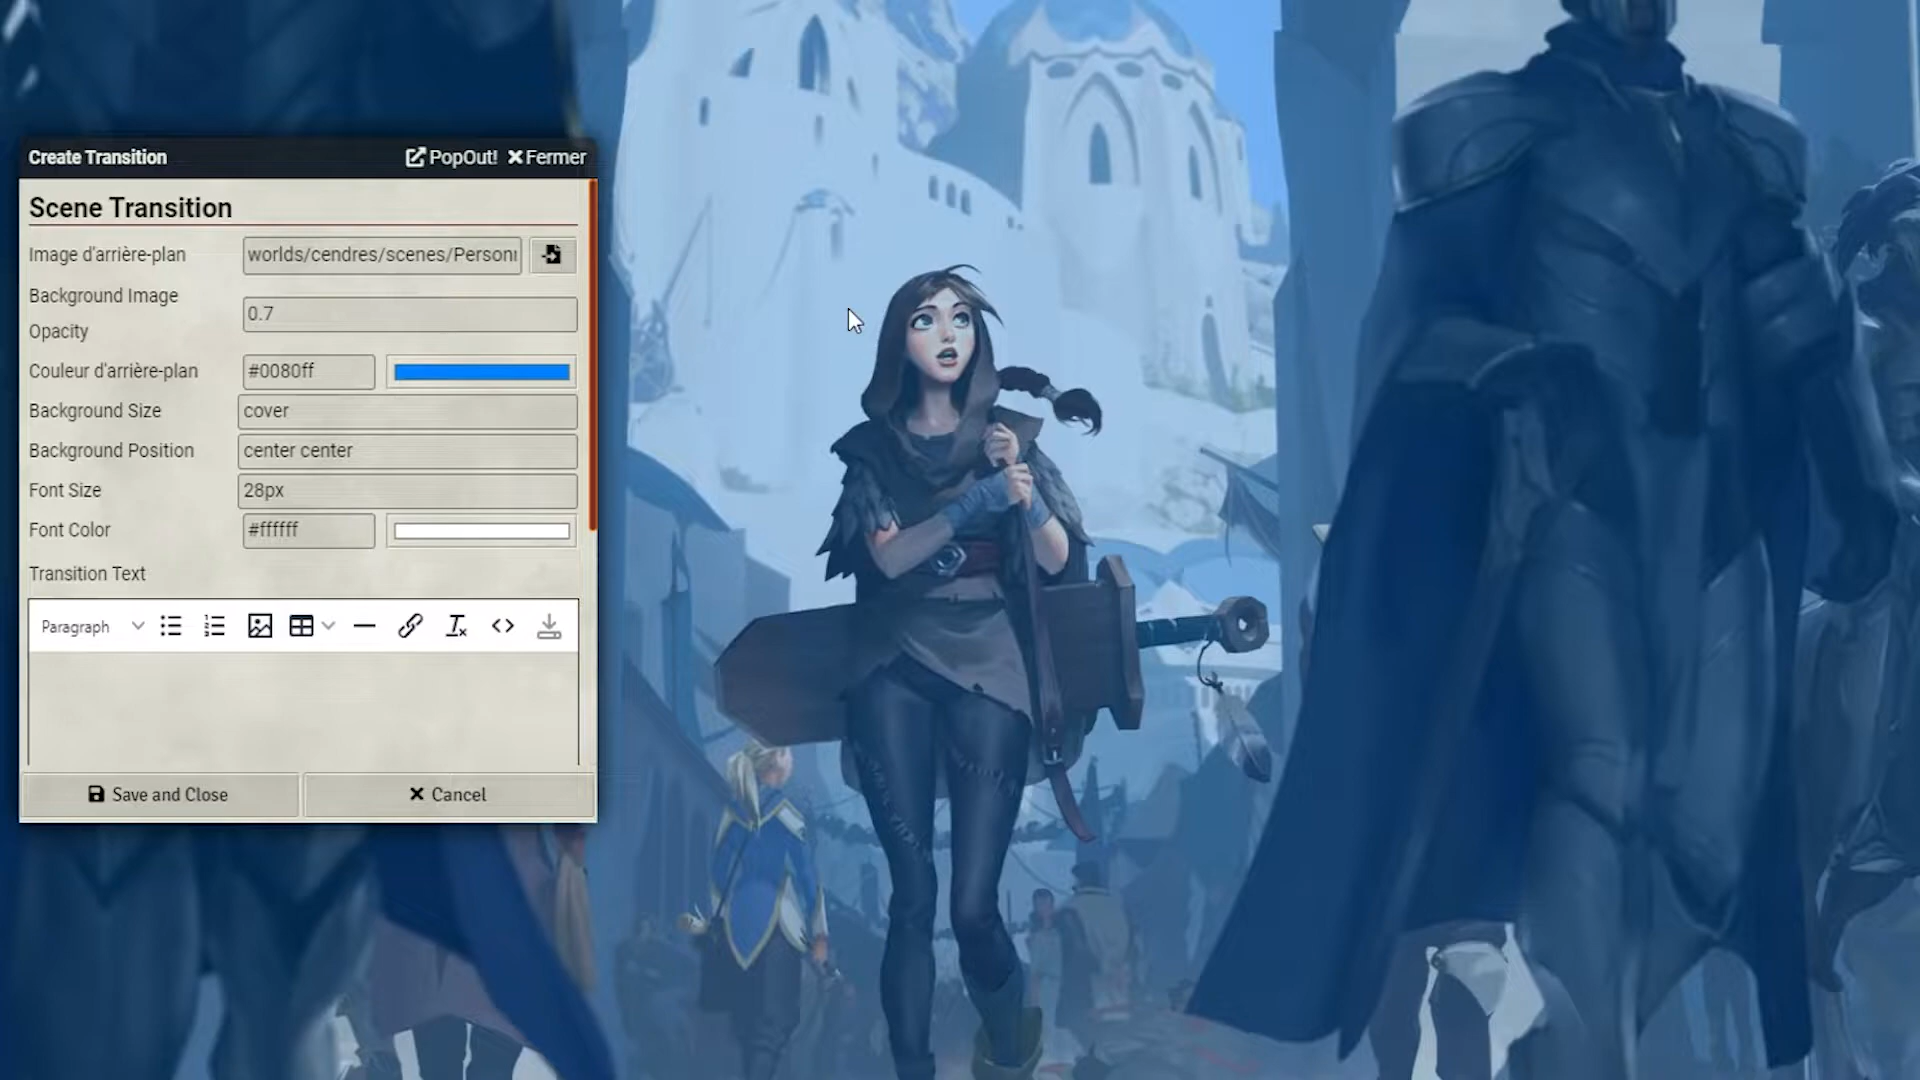 Create Transition PopOut! Fermer
Scene Transition
Image d'arrière-plan worlds/cendres/scenes/Person
Background Image
Opacity 0.7
Couleur d'arrière-plan #0080ff
Background Size cover
Background Position center center
Font Size 28px
Font Color #ffffff
Transition Text
Paragraph
Save and Close Cancel